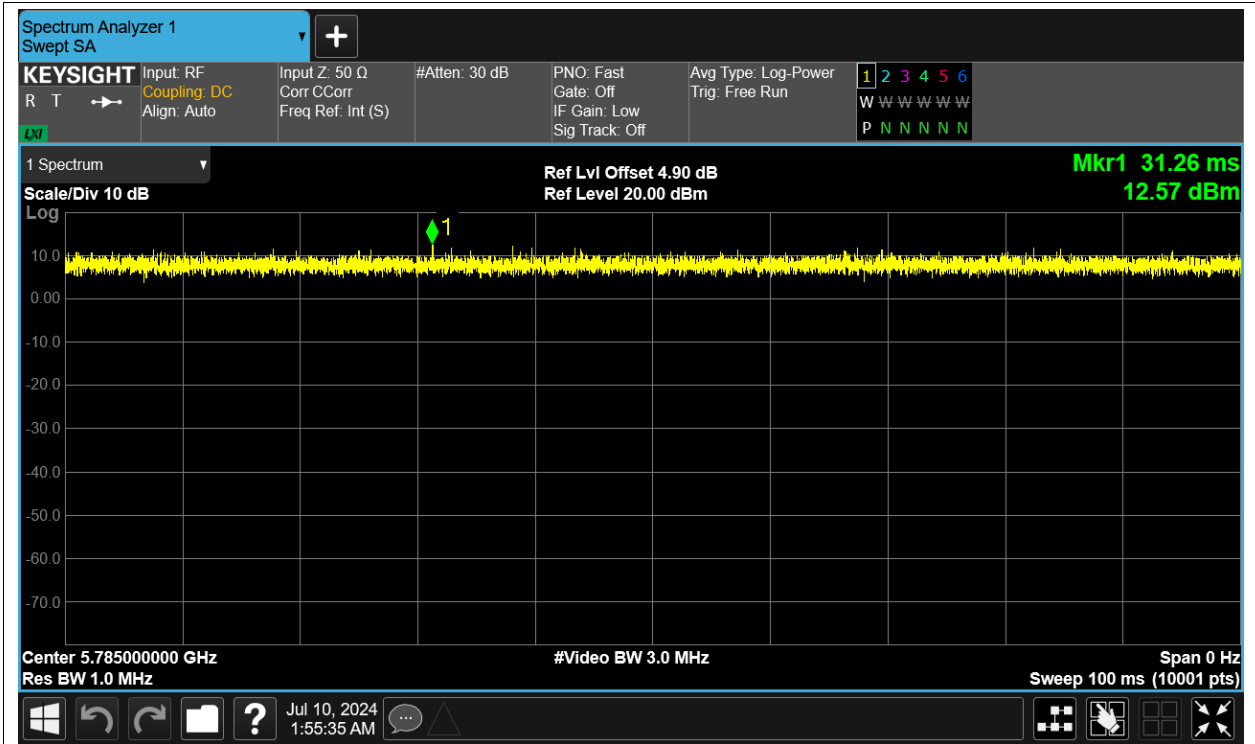 Spectrum Analyzer 1
Swept SA
KEYSIGHT
R T
LXI
Input: RF
Coupling: DC
Align: Auto
Input Z: 50 Ω
Corr CCorr
Freq Ref: Int (S)
#Atten: 30 dB
PNO: Fast
Gate: Off
IF Gain: Low
Sig Track: Off
Avg Type: Log-Power
Trig: Free Run
1 2 3 4 5 6
W W W W W W
P N N N N N
1 Spectrum
Scale/Div 10 dB
Ref Lvl Offset 4.90 dB
Ref Level 20.00 dBm
Mkr1 31.26 ms
12.57 dBm
Log
1
10.0
0.00
-10.0
-20.0
-30.0
-40.0
-50.0
-60.0
-70.0
Center 5.785000000 GHz
Res BW 1.0 MHz
#Video BW 3.0 MHz
Span 0 Hz
Sweep 100 ms (10001 pts)
?
Jul 10, 2024
1:55:35 AM